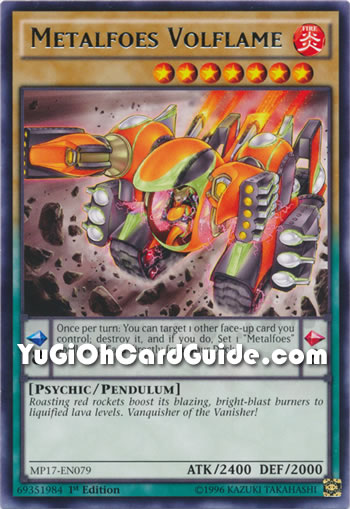 METALFOES VOLFLAME
FIRE
炎
Once per turn: You can target 1 other face-up card you
control; destroy it, and if you do, Set 1 "Metalfoes"
YuGiOhCardGuide.com
[PSYCHIC/PENDULUM]
Roasting red rockets boost its blazing, bright-blast burners to
liquified lava levels. Vanquisher of the Vanisher!
MP17-EN079
ATK/2400 DEF/2000
69351984 1st Edition
©1996 KAZUKI TAKAHASHI